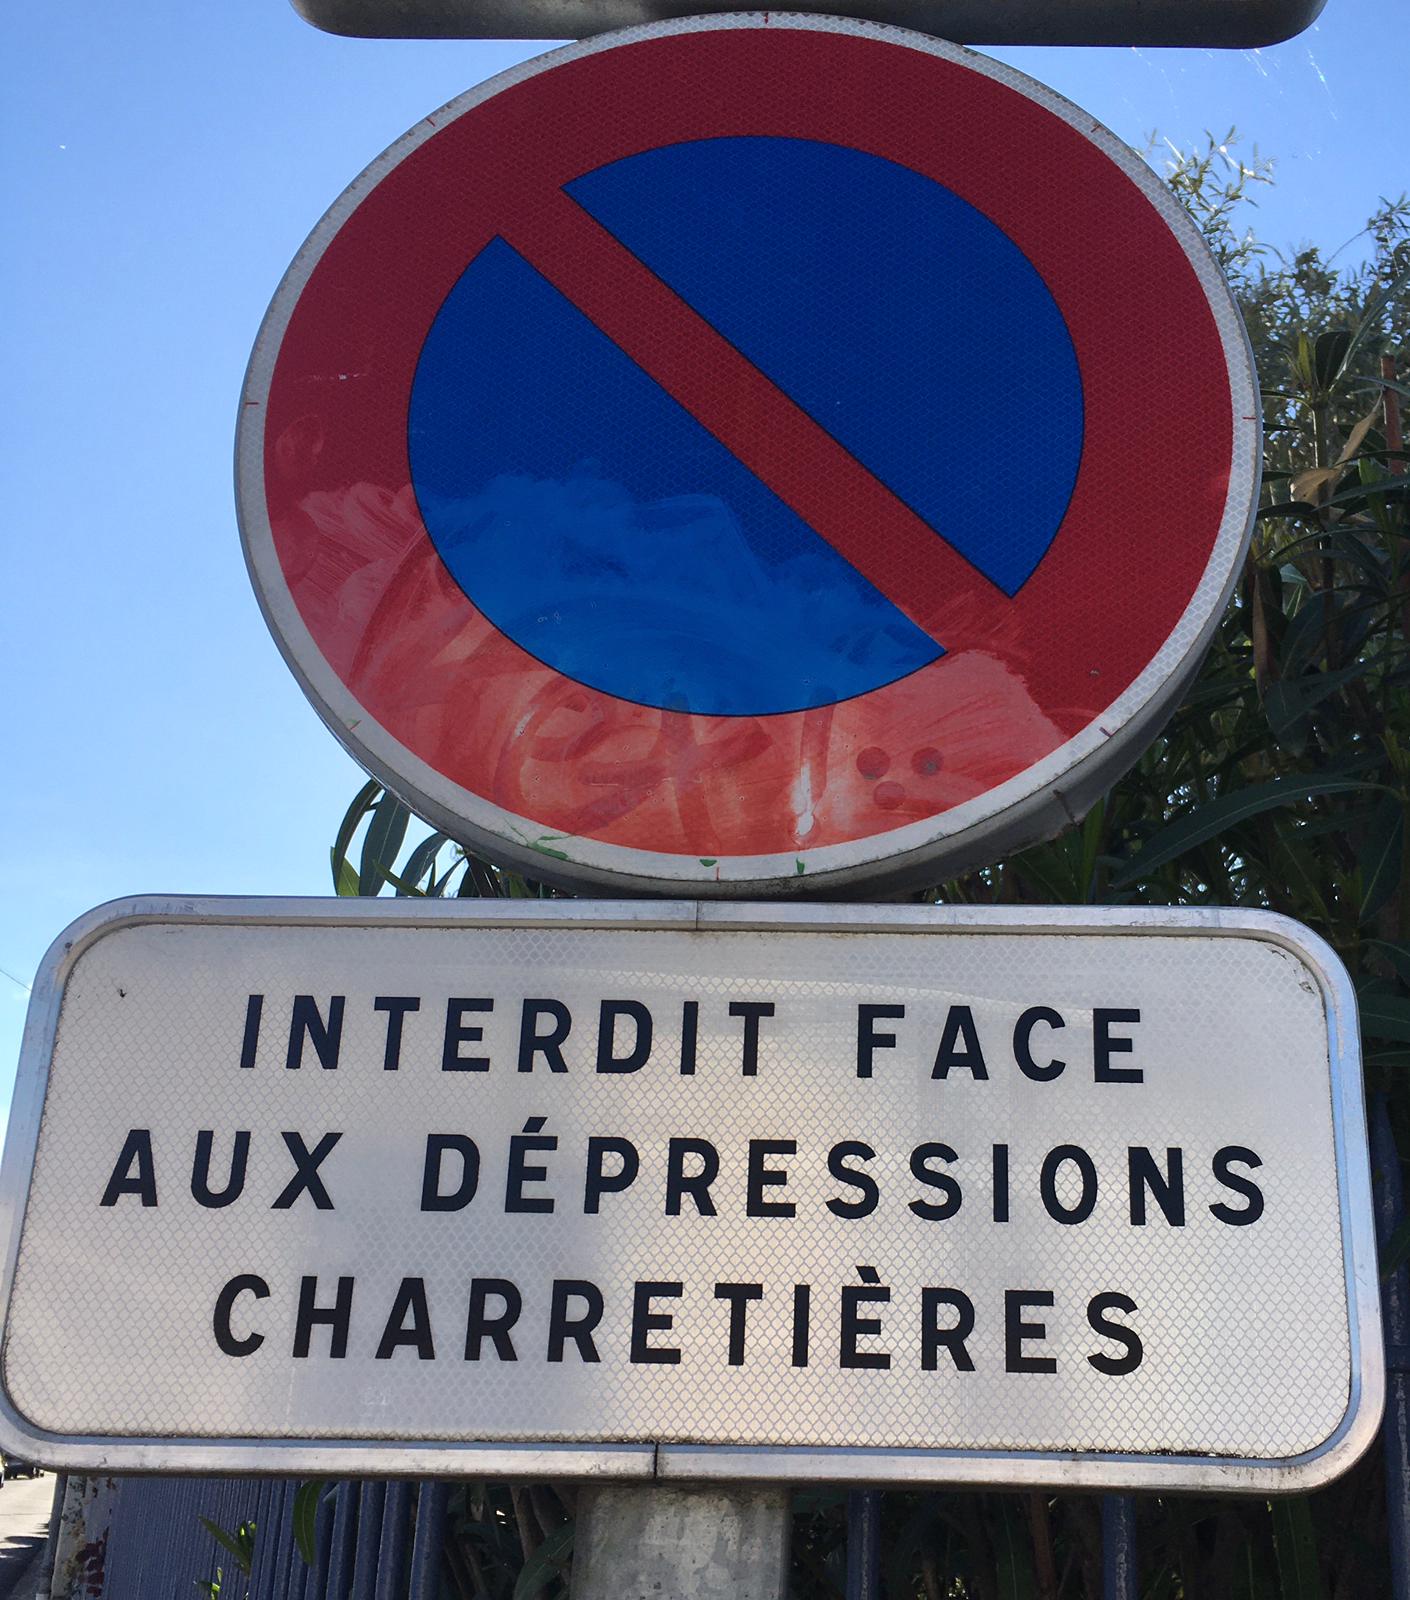 INTERDIT FACE
AUX DÉPRESSIONS
CHARRETIÈRES